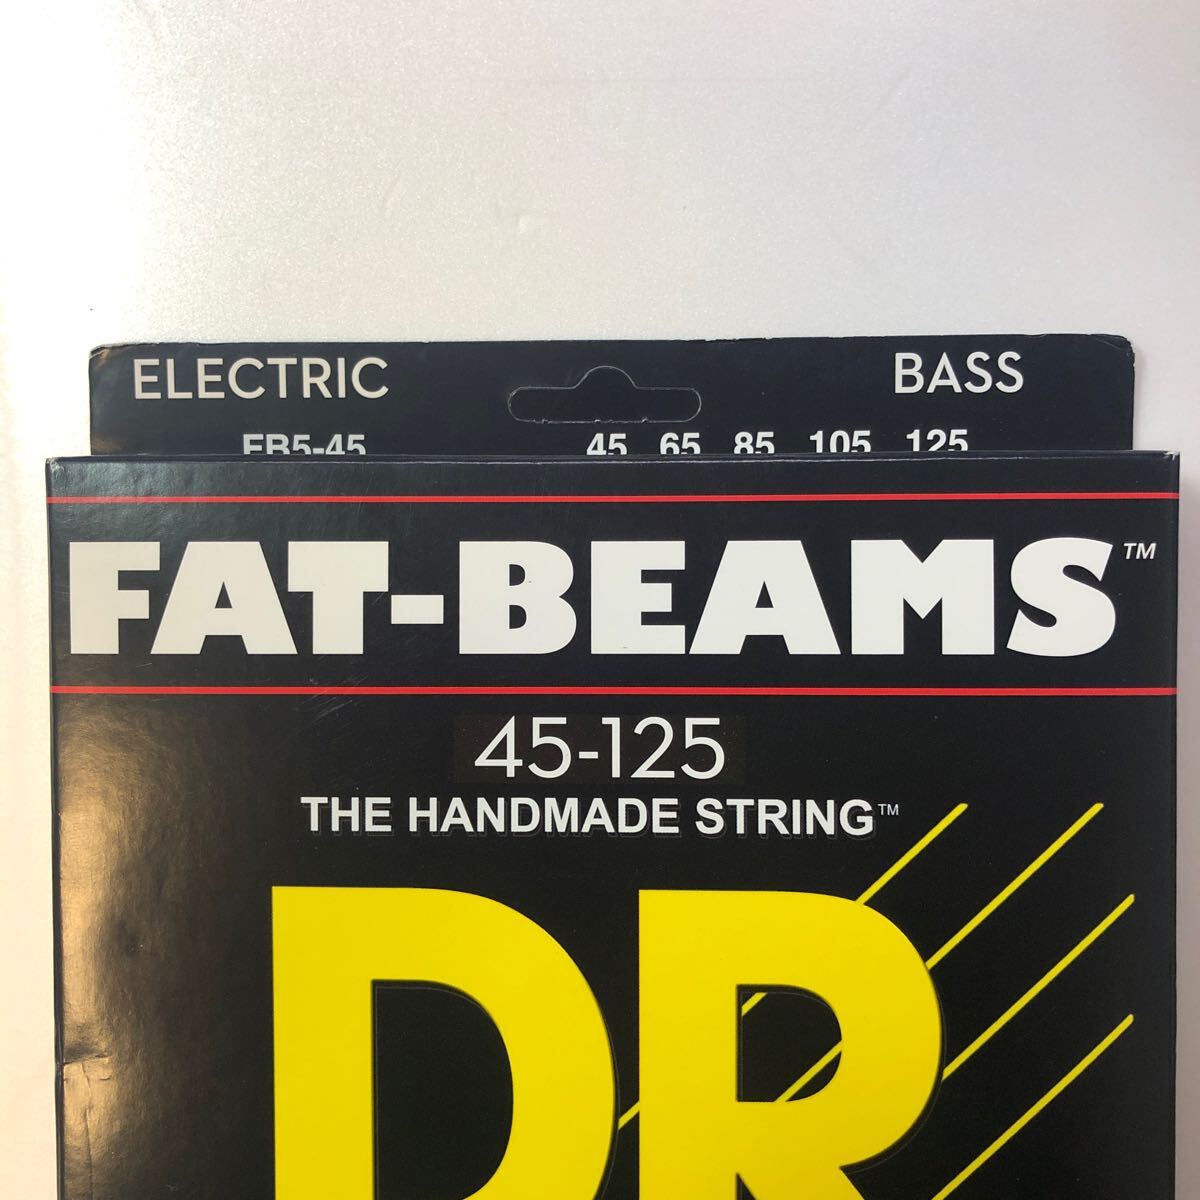 ELECTRIC BASS
FB5-45 45 65 85 105 125
FAT-BEAMS™
45-125
THE HANDMADE STRING™
DR